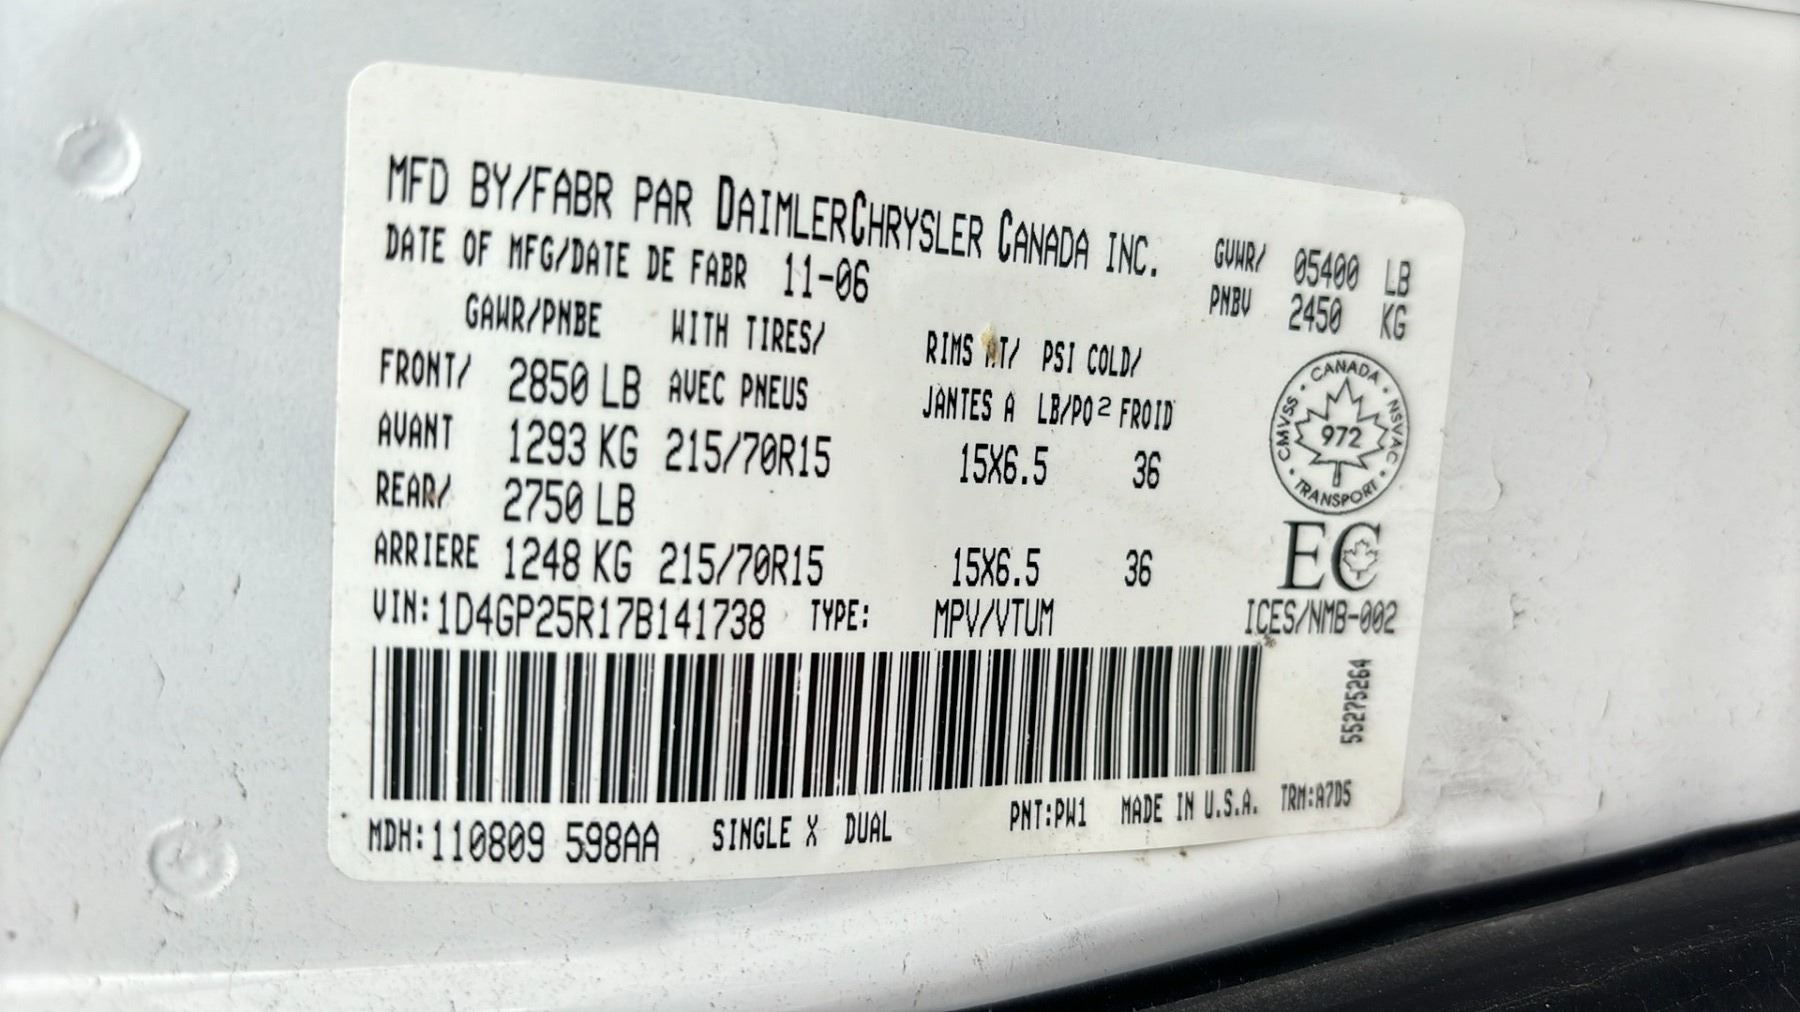 MFD BY/FABR PAR DAIMLERCHRYSLER CANADA INC.
DATE OF MFG/DATE DE FABR 11-06
GVWR/ 05400 LB
PNBV 2450 KG
GAWR/PNBE WITH TIRES/ RIMS AT/ PSI COLD/
FRONT/ 2850 LB AVEC PNEUS JANTES A LB/PO2 FROID
AVANT 1293 KG 215/70R15 15X6.5 36
REAR/ 2750 LB
ARRIERE 1248 KG 215/70R15 15X6.5 36
CANADA • NSVAC • TRANSPORT • CMVSS •
972
EC
VIN:1D4GP25R17B141738 TYPE: MPV/VTUM ICES/NMB-002
55275264
MDH:110809 598AA SINGLE X DUAL PNT:PW1 MADE IN U.S.A. TRM:A7D5